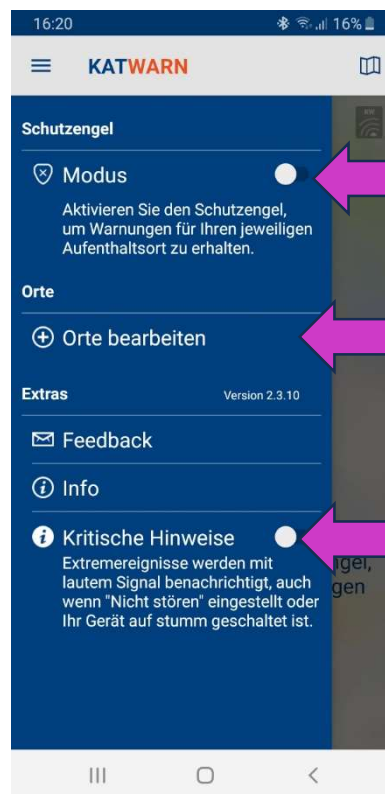 16:20 16%
KATWARN
Schutzengel
Modus
Aktivieren Sie den Schutzengel,
um Warnungen für Ihren jeweiligen
Aufenthaltsort zu erhalten.
Orte
Orte bearbeiten
Extras Version 2.3.10
Feedback
Info
Kritische Hinweise
Extremereignisse werden mit
lautem Signal benachrichtigt, auch
wenn "Nicht stören" eingestellt oder
Ihr Gerät auf stumm geschaltet ist.
ngel,
gen